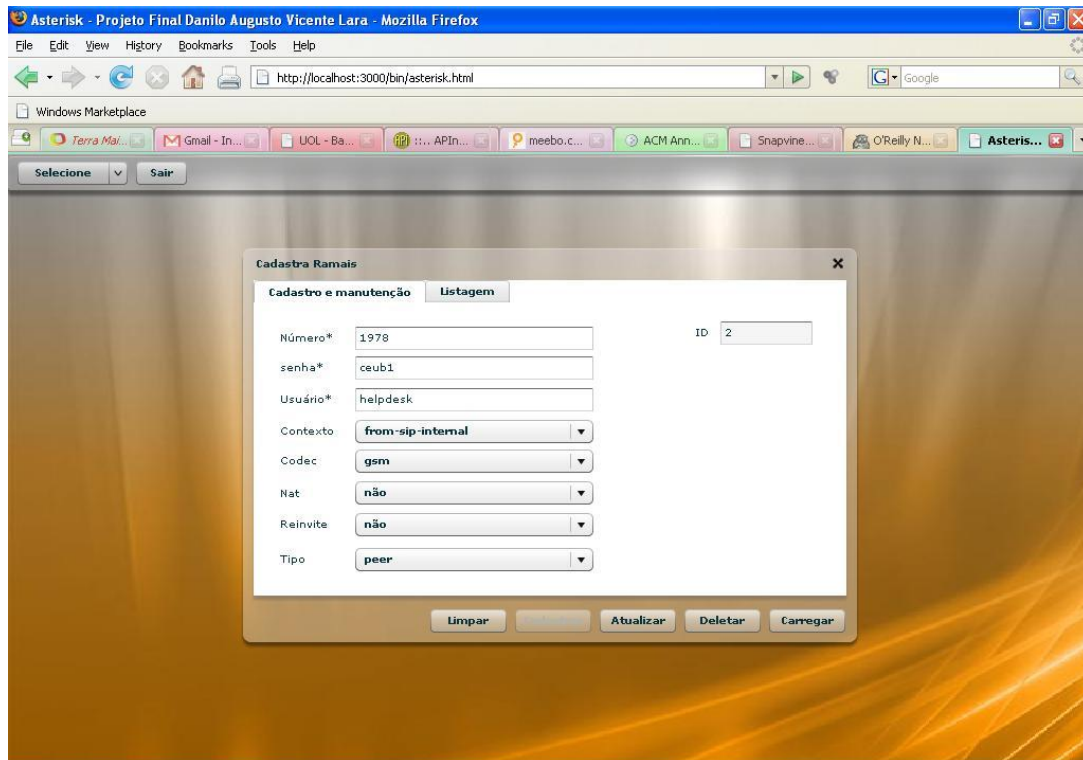 Asterisk - Projeto Final Danilo Augusto Vicente Lara - Mozilla Firefox
File Edit View History Bookmarks Tools Help
http://localhost:3000/bin/asterisk.html
G Google
Windows Marketplace
Terra Mai... Gmail - In... UOL - Ba... ::.. APIn... meebo.c... ACM Ann... Snapvine... O'Reilly N... Asteris...
Selecione Sair
Cadastra Ramais
Cadastro e manutenção Listagem
Número* 1978 ID 2
senha* ceub1
Usuário* helpdesk
Contexto from-sip-internal
Codec gsm
Nat não
Reinvite não
Tipo peer
Limpar Atualizar Deletar Carregar